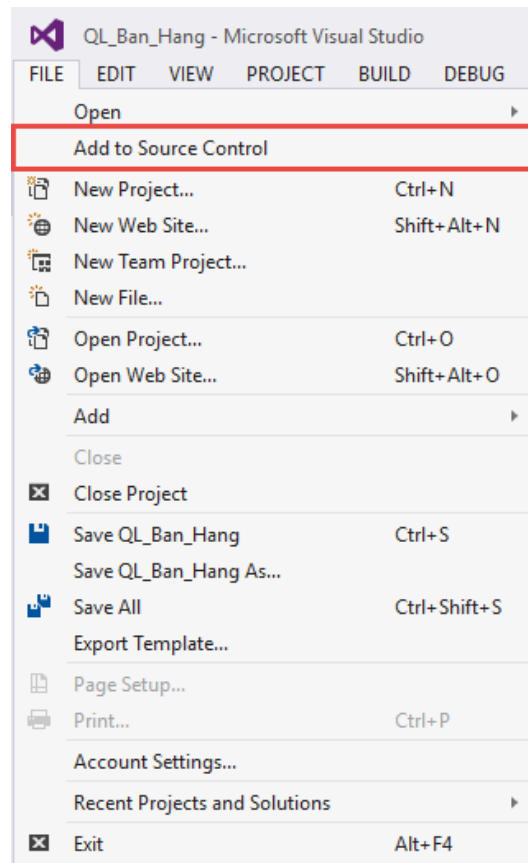 QL_Ban_Hang - Microsoft Visual Studio
FILE EDIT VIEW PROJECT BUILD DEBUG
Open
Add to Source Control
New Project... Ctrl+N
New Web Site... Shift+Alt+N
New Team Project...
New File...
Open Project... Ctrl+O
Open Web Site... Shift+Alt+O
Add
Close
Close Project
Save QL_Ban_Hang Ctrl+S
Save QL_Ban_Hang As...
Save All Ctrl+Shift+S
Export Template...
Page Setup...
Print... Ctrl+P
Account Settings...
Recent Projects and Solutions
Exit Alt+F4